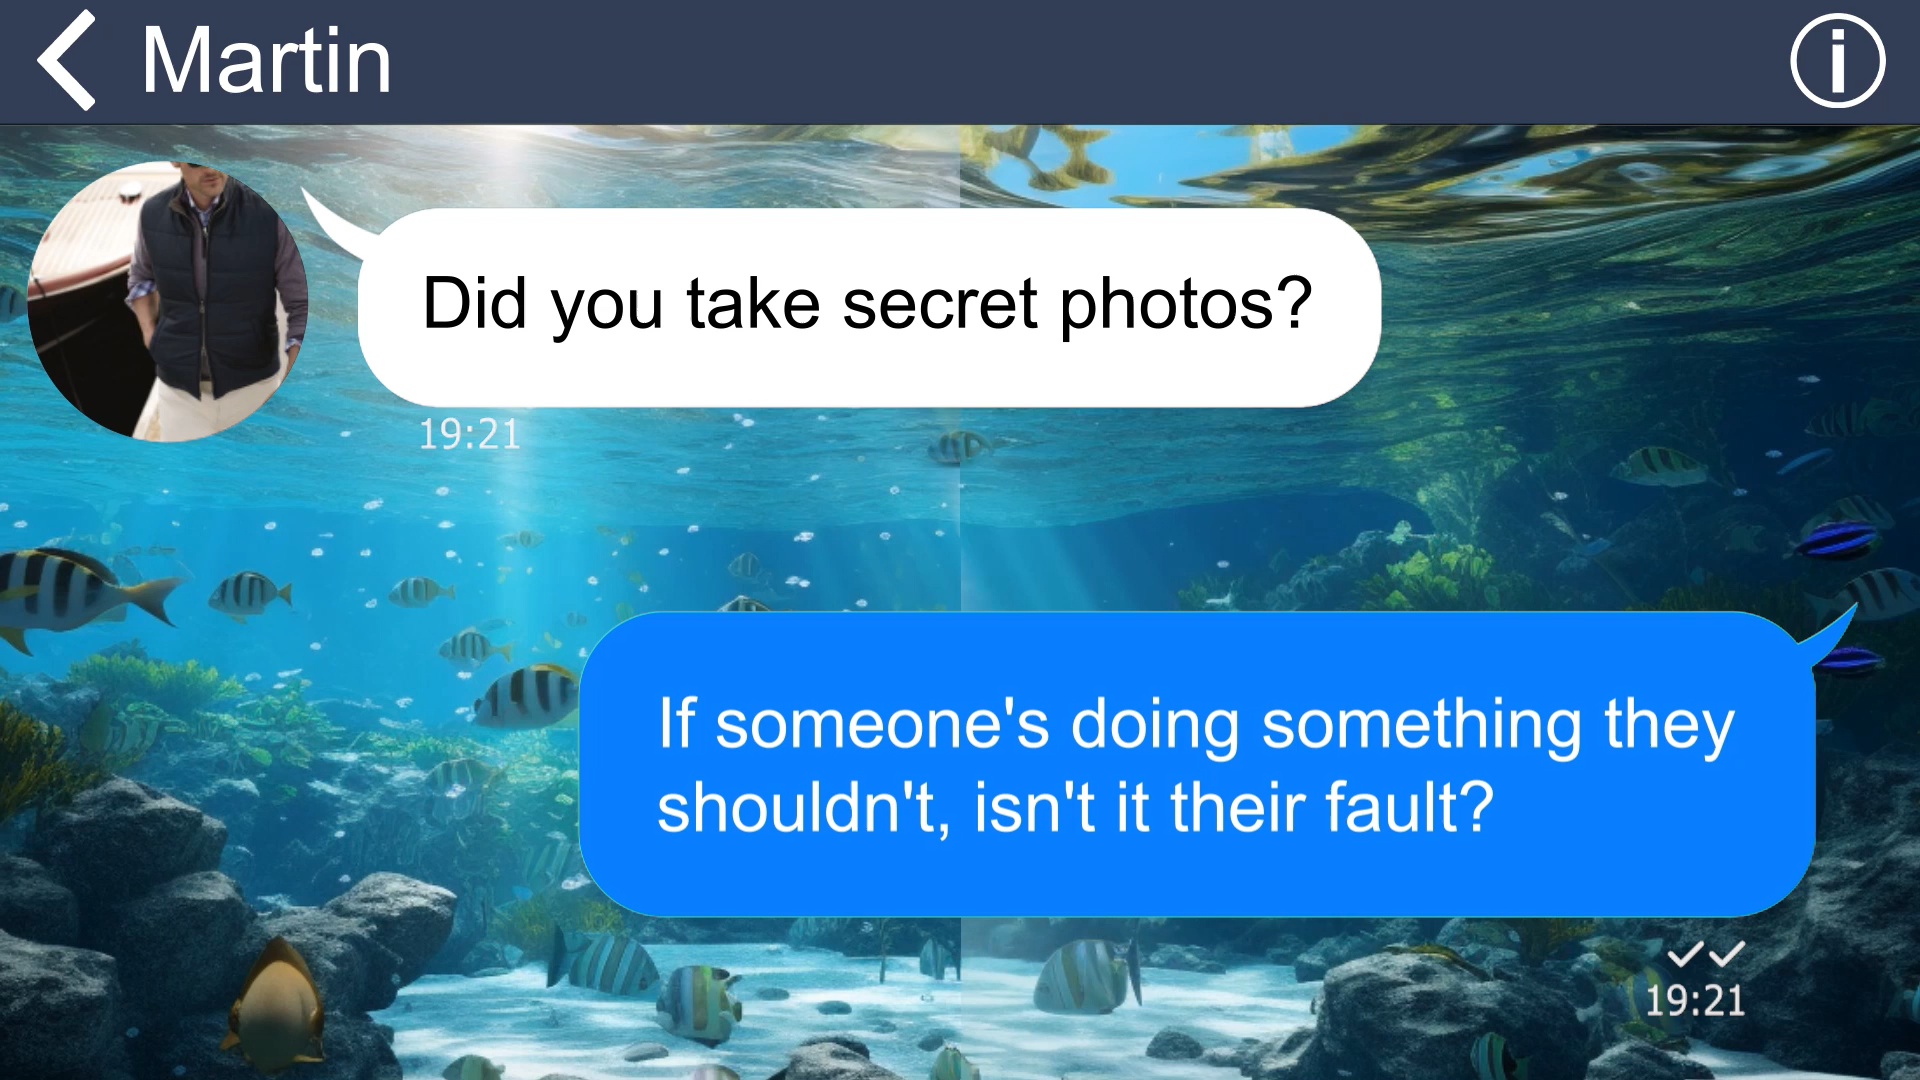 Martin
Did you take secret photos?
19:21
If someone's doing something they
shouldn't, isn't it their fault?
19:21